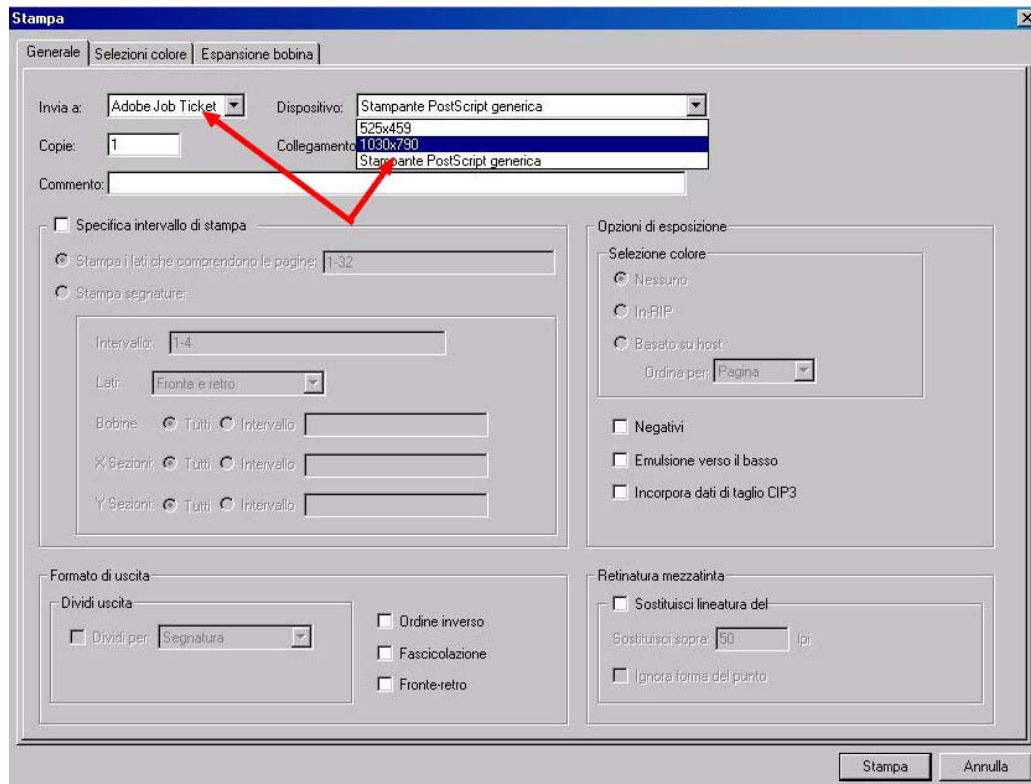 Stampa
Generale Selezioni colore Espansione bobina
Invia a: Adobe Job Ticket Dispositivo: Stampante PostScript generica
525x459
Copie: 1 Collegamento 1030x790
Stampante PostScript generica
Commento:
Specifica intervallo di stampa
Stampa i lati che comprendono le pagine: 1-32
Stampa segnature:
Intervallo: 1-4
Lati: Fronte e retro
Bobine: Tutti Intervallo
X Sezioni: Tutti Intervallo
Y Sezioni: Tutti Intervallo
Opzioni di esposizione
Selezione colore
Nessuno
In-RIP
Basato su host
Ordina per: Pagina
Negativi
Emulsione verso il basso
Incorpora dati di taglio CIP3
Formato di uscita
Dividi uscita
Dividi per: Segnatura
Ordine inverso
Fascicolazione
Fronte-retro
Retinatura mezzatinta
Sostituisci lineatura del
Sostituisci sopra: 50 lpi
Ignora forma del punto
Stampa Annulla